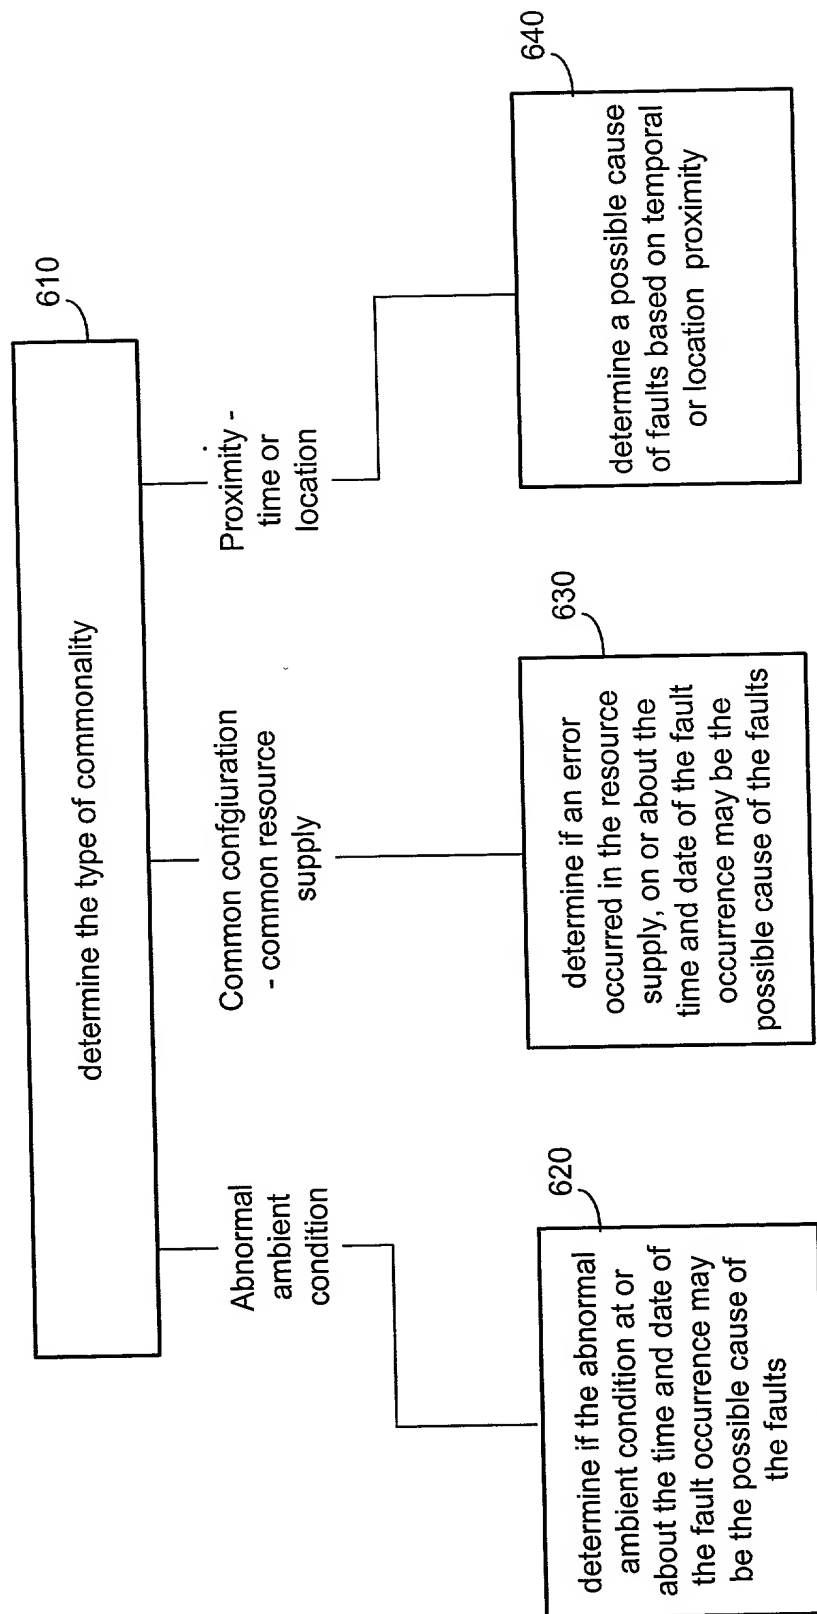 610
determine the type of commonality
Abnormal
ambient
condition
Common confgiuration
- common resource
supply
Proximity -
time or
location
620
determine if the abnormal
ambient condition at or
about the time and date of
the fault occurrence may
be the possible cause of
the faults
630
determine if an error
occurred in the resource
supply, on or about the
time and date of the fault
occurrence may be the
possible cause of the faults
640
determine a possible cause
of faults based on temporal
or location proximity